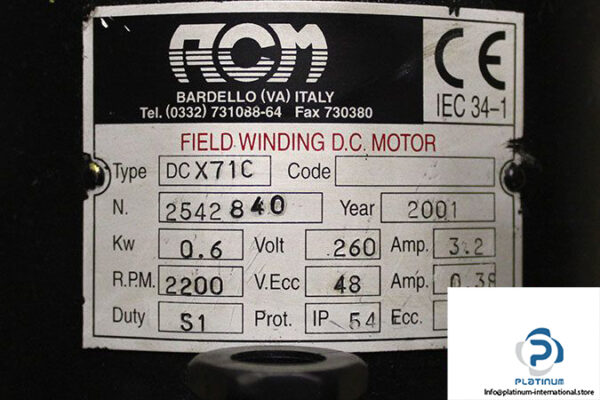 ACM
BARDELLO (VA) ITALY
Tel. (0332) 731088-64 Fax 730380
CE
IEC 34-1
FIELD WINDING D.C. MOTOR
Type DC X71C Code
N. 2542840 Year 2001
Kw 0.6 Volt 260 Amp. 3.2
R.P.M. 2200 V.Ecc 48 Amp. 0.38
Duty S1 Prot. IP 54 Ecc.
PLATINUM
Info@platinum-international.store